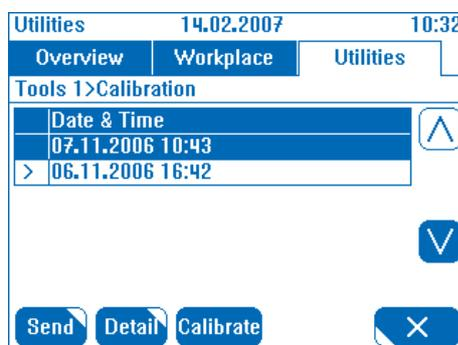 Utilities 14.02.2007 10:32
Overview Workplace Utilities
Tools 1>Calibration
Date & Time
07.11.2006 10:43
> 06.11.2006 16:42
Send Detail Calibrate